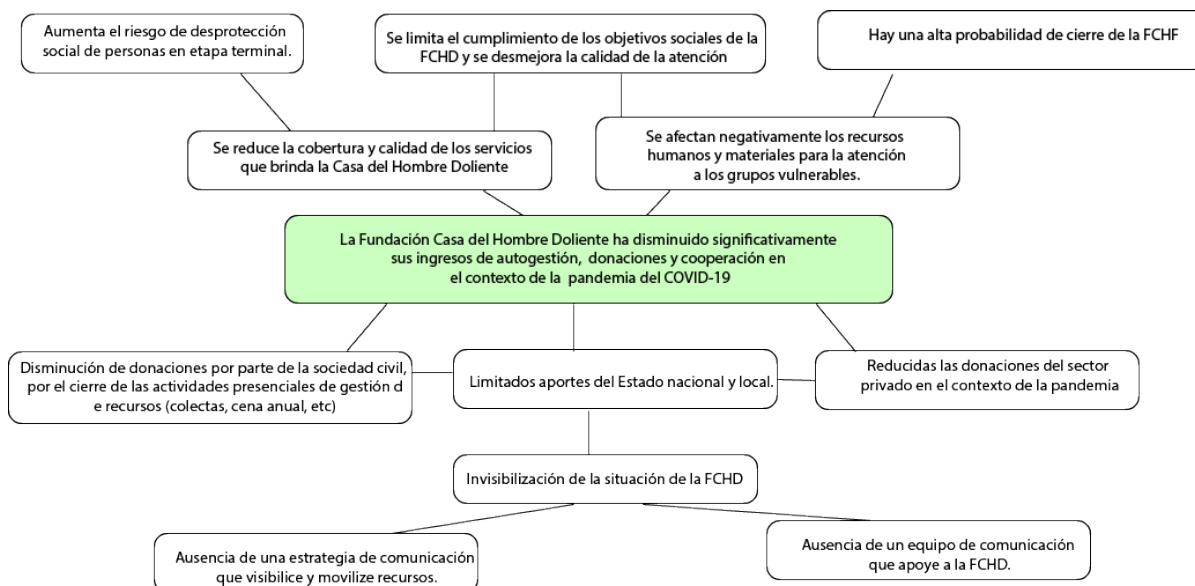 Aumenta el riesgo de desprotección
social de personas en etapa terminal.
Se limita el cumplimiento de los objetivos sociales de la
FCHD y se desmejora la calidad de la atención
Hay una alta probabilidad de cierre de la FCHF
Se reduce la cobertura y calidad de los servicios
que brinda la Casa del Hombre Doliente
Se afectan negativamente los recursos
humanos y materiales para la atención
a los grupos vulnerables.
La Fundación Casa del Hombre Doliente ha disminuido significativamente
sus ingresos de autogestión, donaciones y cooperación en
el contexto de la pandemia del COVID-19
Disminución de donaciones por parte de la sociedad civil,
por el cierre de las actividades presenciales de gestión d
e recursos (colectas, cena anual, etc)
Limitados aportes del Estado nacional y local.
Reducidas las donaciones del sector
privado en el contexto de la pandemia
Invisibilización de la situación de la FCHD
Ausencia de una estrategia de comunicación
que visibilice y movilize recursos.
Ausencia de un equipo de comunicación
que apoye a la FCHD.